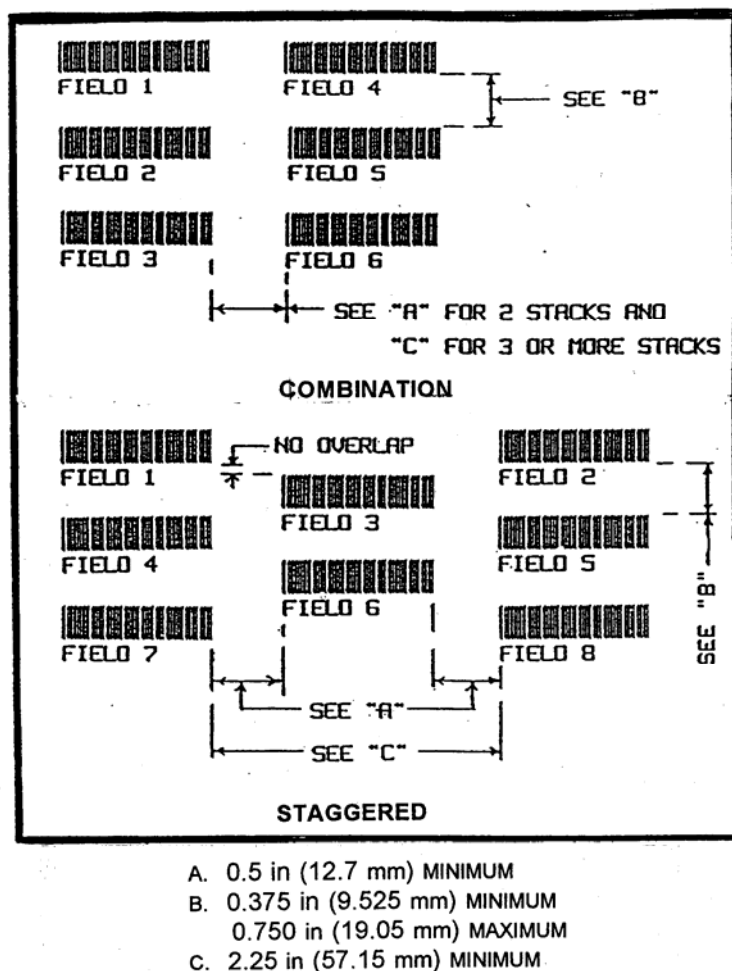 FIELD 1 FIELD 4
SEE "B"
FIELD 2 FIELD 5
FIELD 3 FIELD 6
SEE "A" FOR 2 STACKS AND
"C" FOR 3 OR MORE STACKS
COMBINATION
NO OVERLAP
FIELD 1 FIELD 2
FIELD 3
FIELD 4 FIELD 5
FIELD 6
SEE "B"
FIELD 7 FIELD 8
SEE "A"
SEE "C"
STAGGERED
A. 0.5 in (12.7 mm) MINIMUM
B. 0.375 in (9.525 mm) MINIMUM
0.750 in (19.05 mm) MAXIMUM
C. 2.25 in (57.15 mm) MINIMUM